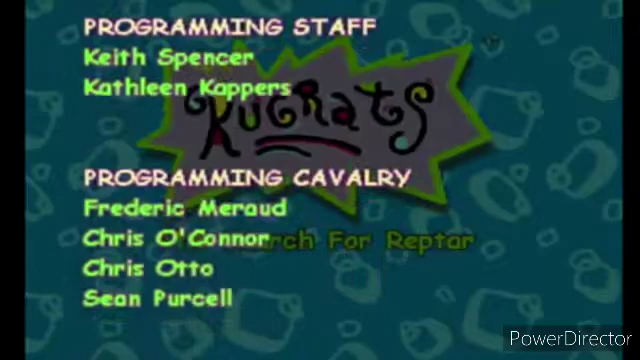 PROGRAMMING STAFF
Keith Spencer
Kathleen Kappers
Rugrats
PROGRAMMING CAVALRY
Frederic Meraud
Chris O'Connor
rch For Reptar
Chris Otto
Sean Purcell
PowerDirector